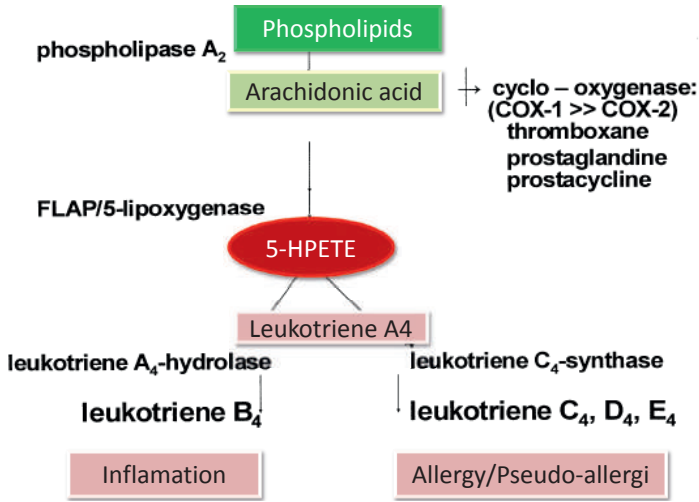 Phospholipids
phospholipase A₂
Arachidonic acid
cyclo – oxygenase:
(COX-1 >> COX-2)
thromboxane
prostaglandine
prostacycline
FLAP/5-lipoxygenase
5-HPETE
Leukotriene A4
leukotriene A₄-hydrolase
leukotriene C₄-synthase
leukotriene B₄
leukotriene C₄, D₄, E₄
Inflamation
Allergy/Pseudo-allergi